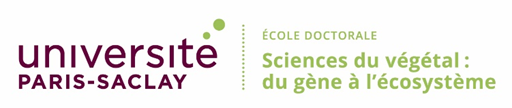 université
PARIS-SACLAY
ÉCOLE DOCTORALE
Sciences du végétal :
du gène à l'écosystème